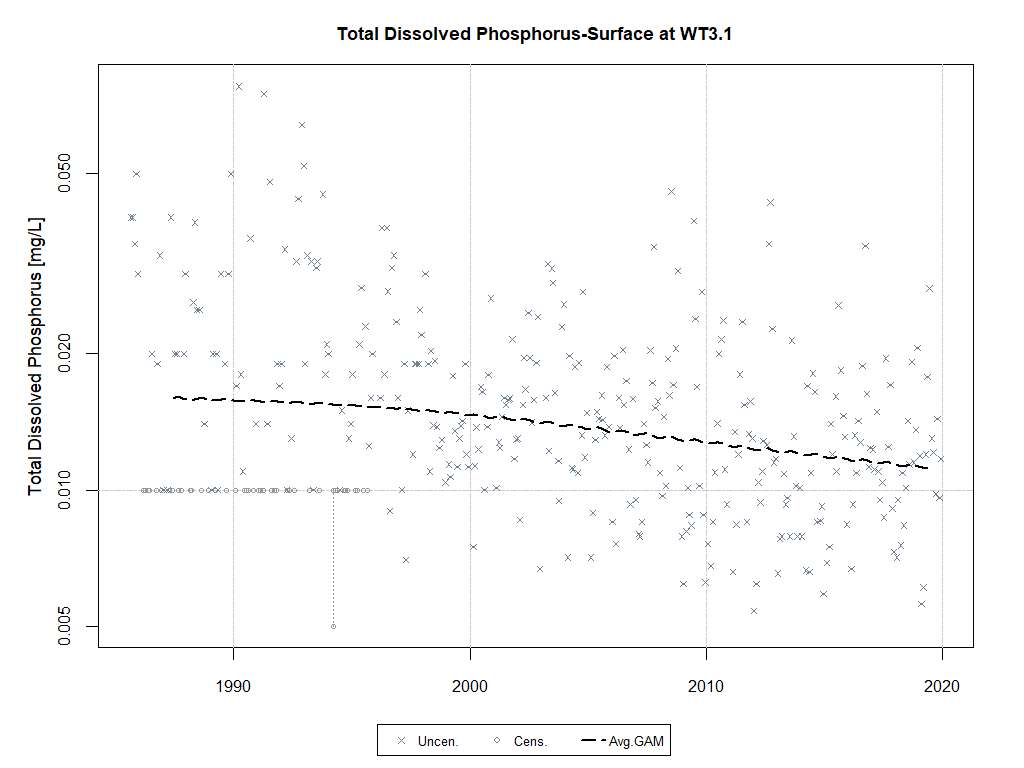 Total Dissolved Phosphorus-Surface at WT3.1
Total Dissolved Phosphorus [mg/L]
0.050
0.020
0.010
0.005
1990 2000 2010 2020
Uncen. Cens. Avg.GAM